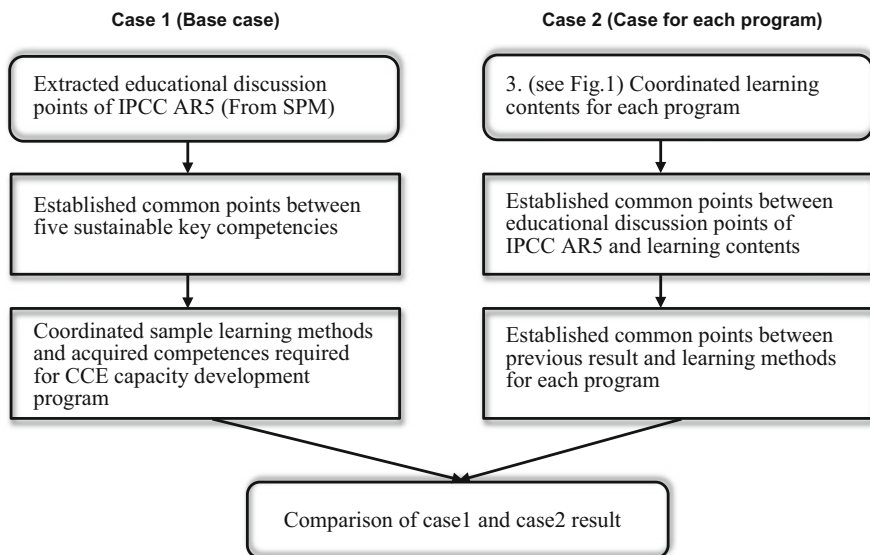 Case 1 (Base case)
Case 2 (Case for each program)
Extracted educational discussion
points of IPCC AR5 (From SPM)
3. (see Fig.1) Coordinated learning
contents for each program
Established common points between
five sustainable key competencies
Established common points between
educational discussion points of
IPCC AR5 and learning contents
Coordinated sample learning methods
and acquired competences required
for CCE capacity development
program
Established common points between
previous result and learning methods
for each program
Comparison of case1 and case2 result